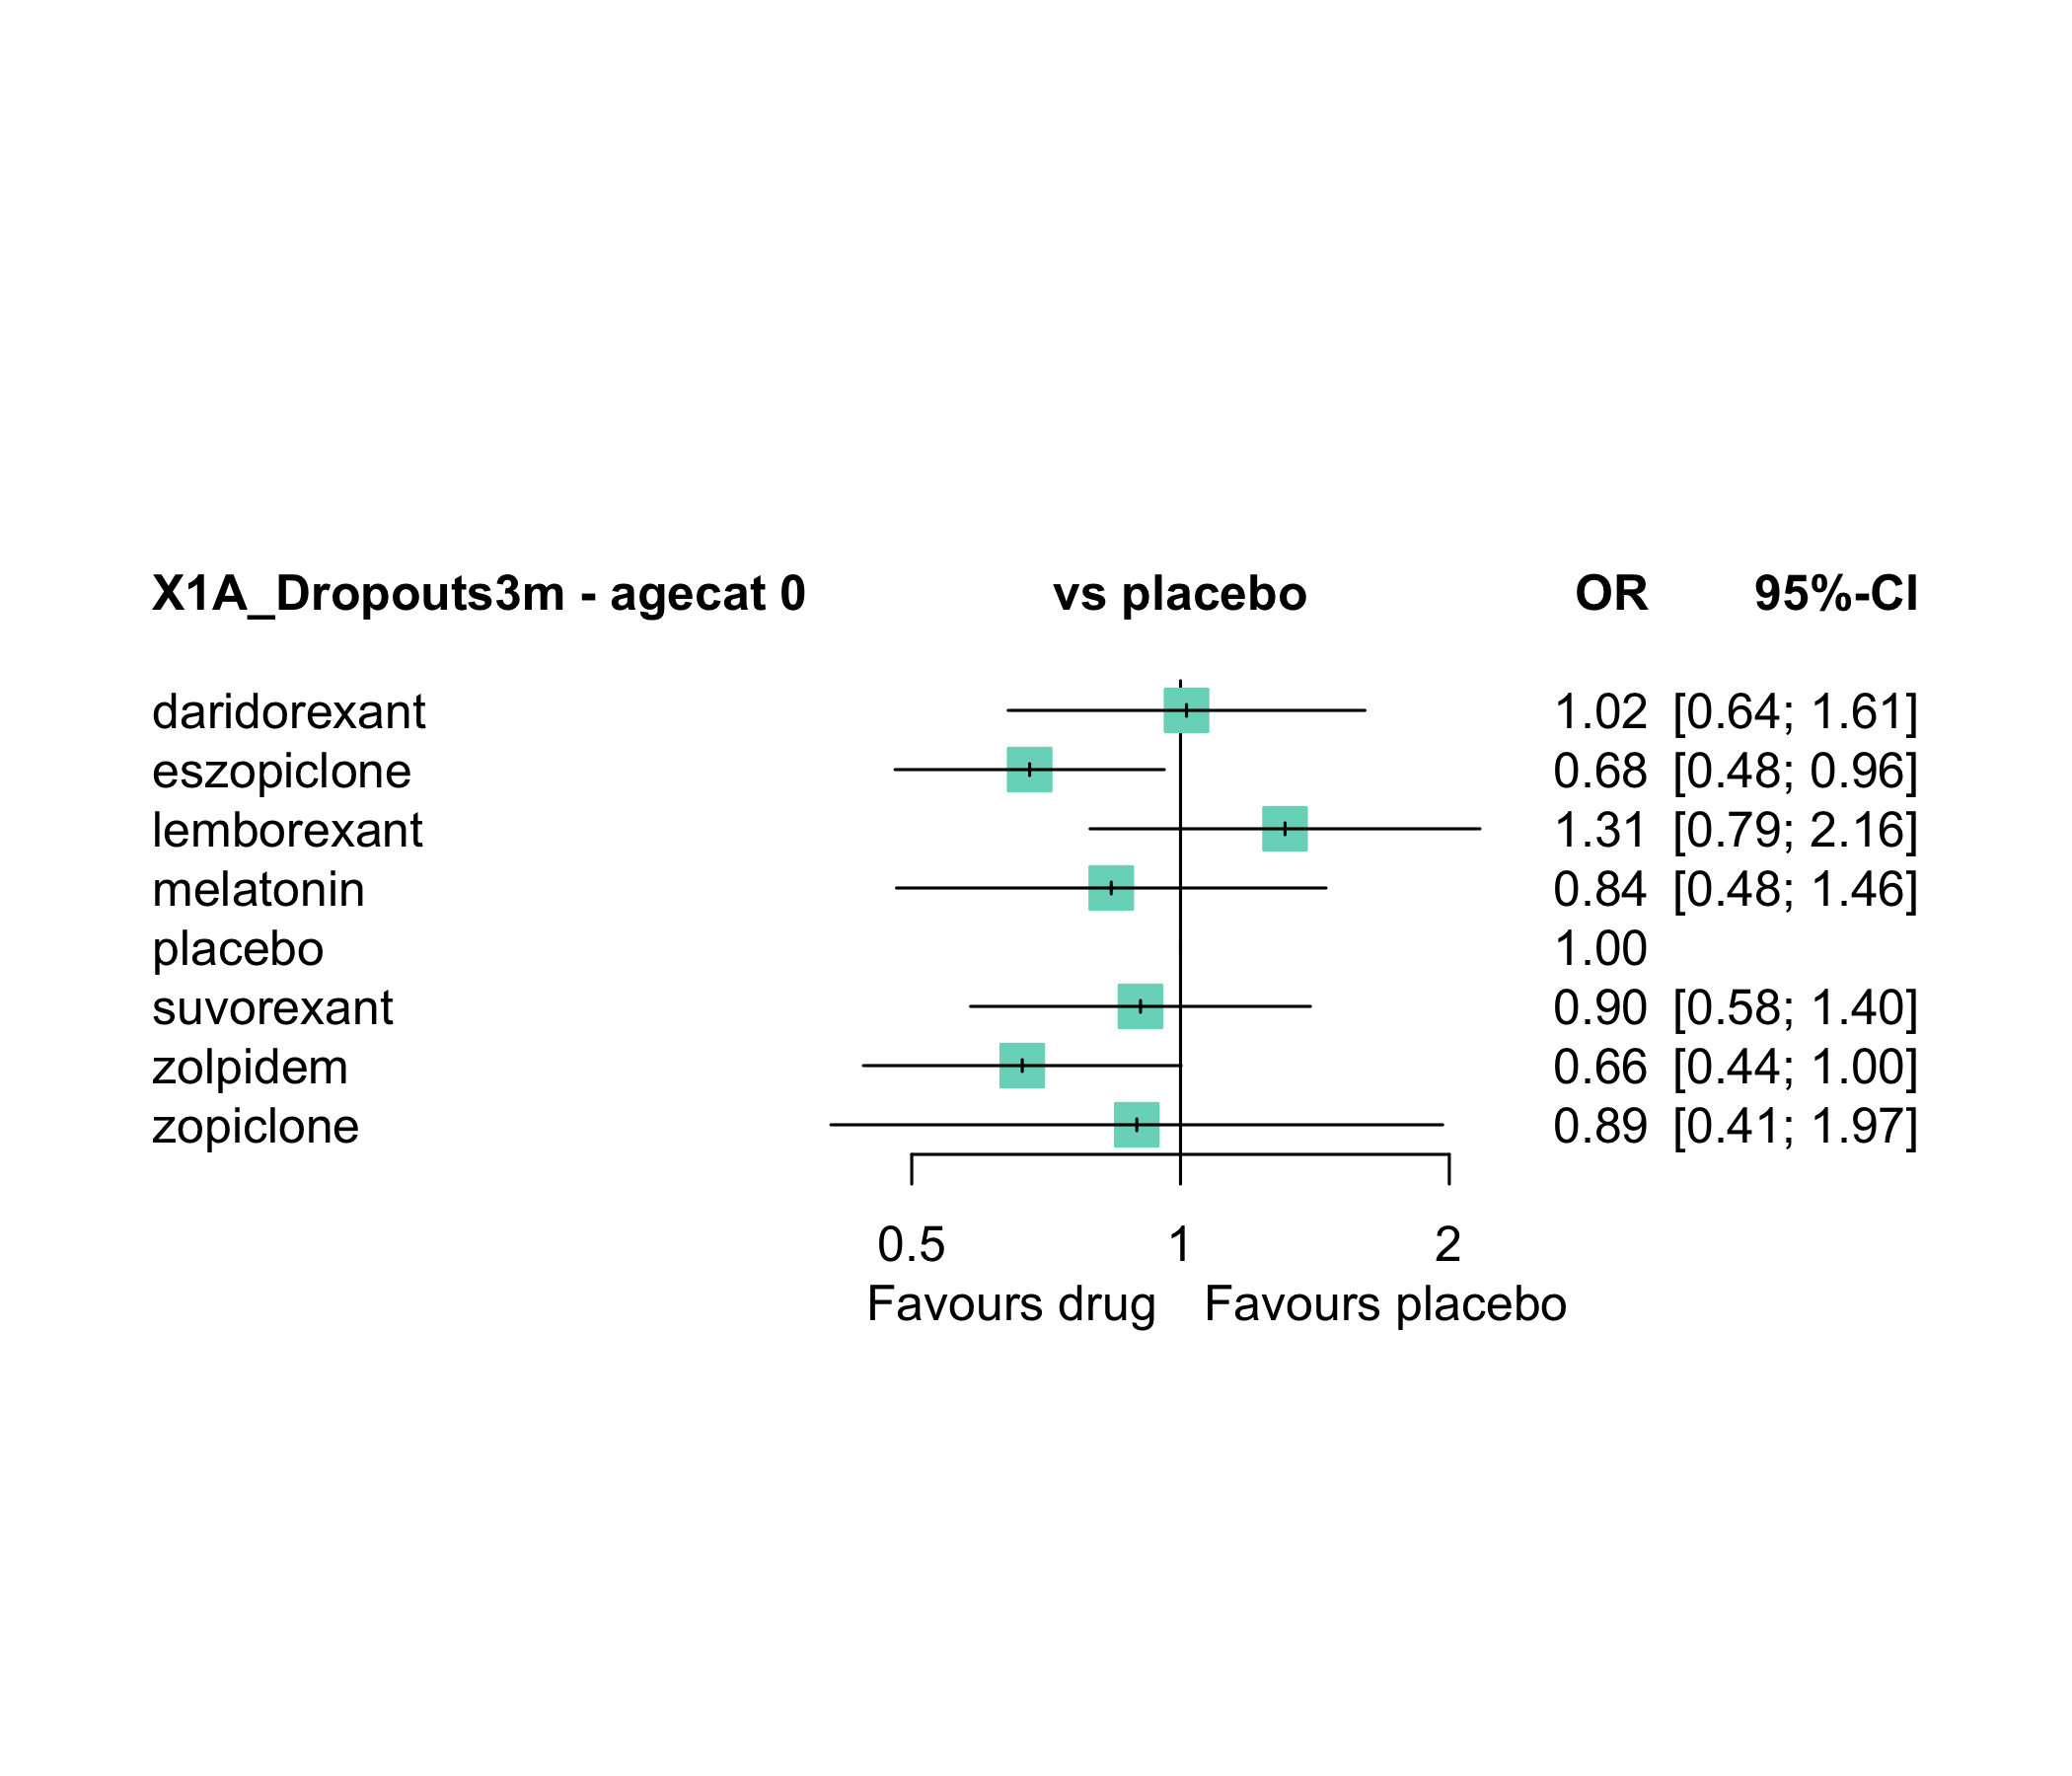 X1A_Dropouts3m - agecat 0 vs placebo OR 95%-CI
daridorexant 1.02 [0.64; 1.61]
eszopiclone 0.68 [0.48; 0.96]
lemborexant 1.31 [0.79; 2.16]
melatonin 0.84 [0.48; 1.46]
placebo 1.00
suvorexant 0.90 [0.58; 1.40]
zolpidem 0.66 [0.44; 1.00]
zopiclone 0.89 [0.41; 1.97]
0.5 1 2
Favours drug Favours placebo